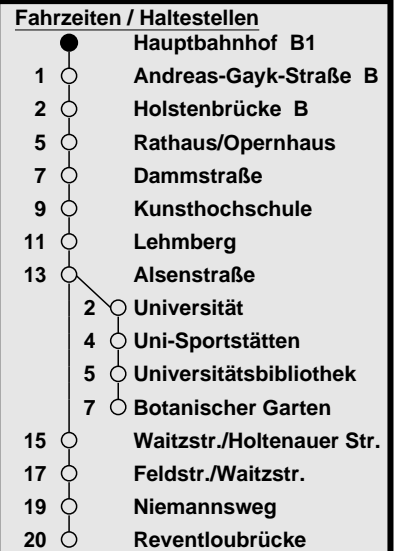 Fahrzeiten / Haltestellen
Hauptbahnhof B1
1 Andreas-Gayk-Straße B
2 Holstenbrücke B
5 Rathaus/Opernhaus
7 Dammstraße
9 Kunsthochschule
11 Lehmberg
13 Alsenstraße
2 Universität
4 Uni-Sportstätten
5 Universitätsbibliothek
7 Botanischer Garten
15 Waitzstr./Holtenauer Str.
17 Feldstr./Waitzstr.
19 Niemannsweg
20 Reventloubrücke